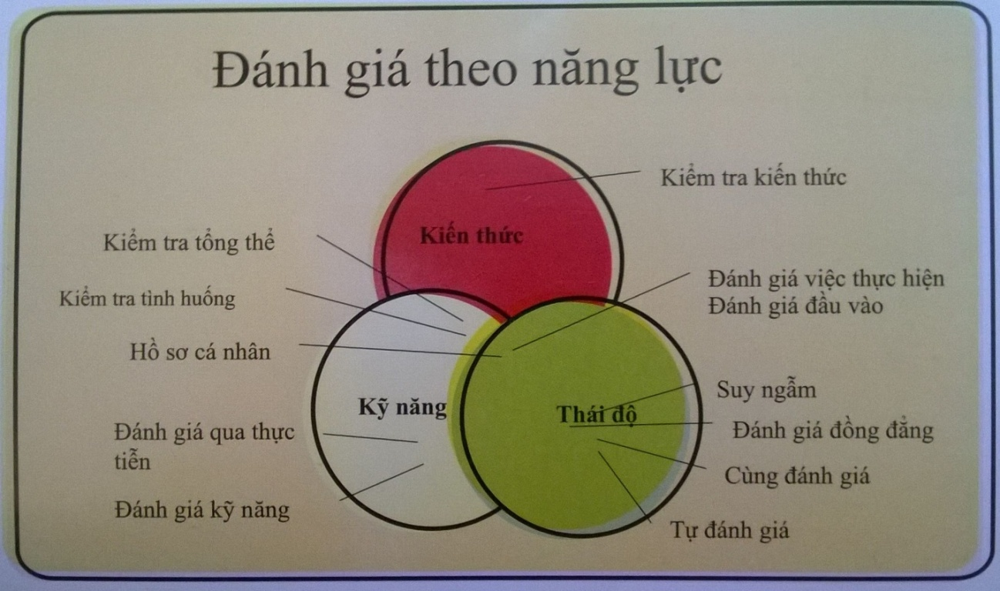 Đánh giá theo năng lực
Kiểm tra kiến thức
Kiến thức
Kiểm tra tổng thể
Kiểm tra tình huống
Hồ sơ cá nhân
Đánh giá việc thực hiện
Đánh giá đầu vào
Kỹ năng
Thái độ
Đánh giá qua thực
tiễn
Đánh giá kỹ năng
Suy ngẫm
Đánh giá đồng đẳng
Cùng đánh giá
Tự đánh giá